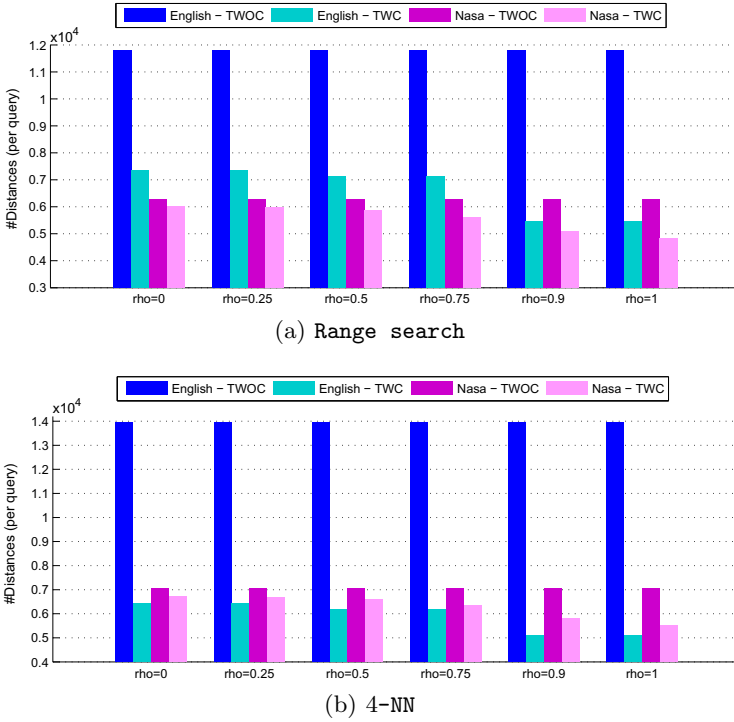 English − TWOC English − TWC Nasa − TWOC Nasa − TWC
x10^4
1.2
1.1
1
0.9
0.8
0.7
0.6
0.5
0.4
0.3
#Distances (per query)
rho=0 rho=0.25 rho=0.5 rho=0.75 rho=0.9 rho=1
(a) Range search
English − TWOC English − TWC Nasa − TWOC Nasa − TWC
x10^4
1.4
1.3
1.2
1.1
1
0.9
0.8
0.7
0.6
0.5
0.4
#Distances (per query)
rho=0 rho=0.25 rho=0.5 rho=0.75 rho=0.9 rho=1
(b) 4-NN